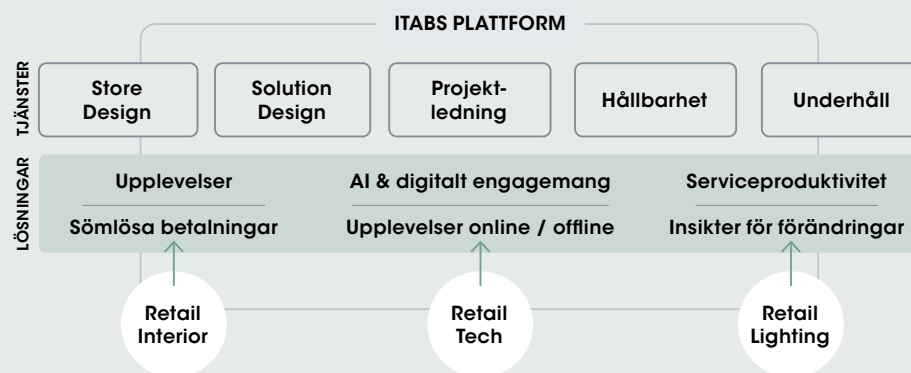 ITABS PLATTFORM
TJÄNSTER
Store
Design
Solution
Design
Projekt-
ledning
Hållbarhet
Underhåll
LÖSNINGAR
Upplevelser
Sömlösa betalningar
AI & digitalt engagemang
Upplevelser online / offline
Serviceproduktivitet
Insikter för förändringar
Retail
Interior
Retail
Tech
Retail
Lighting